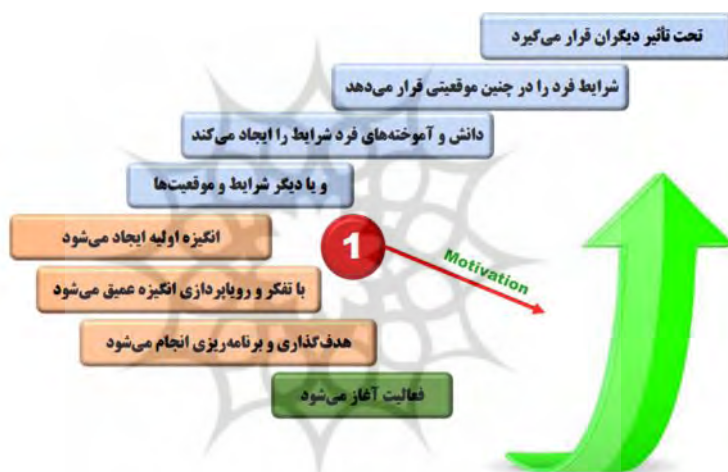 تحت تأثیر دیگران قرار می‌گیرد
شرایط فرد را در چنین موقعیتی قرار می‌دهد
دانش و آموخته‌های فرد شرایط را ایجاد می‌کند
و یا دیگر شرایط و موقعیت‌ها
انگیزه اولیه ایجاد می‌شود
1
Motivation
با تفکر و رویاپردازی انگیزه عمیق می‌شود
هدف‌گذاری و برنامه‌ریزی انجام می‌شود
فعالیت آغاز می‌شود